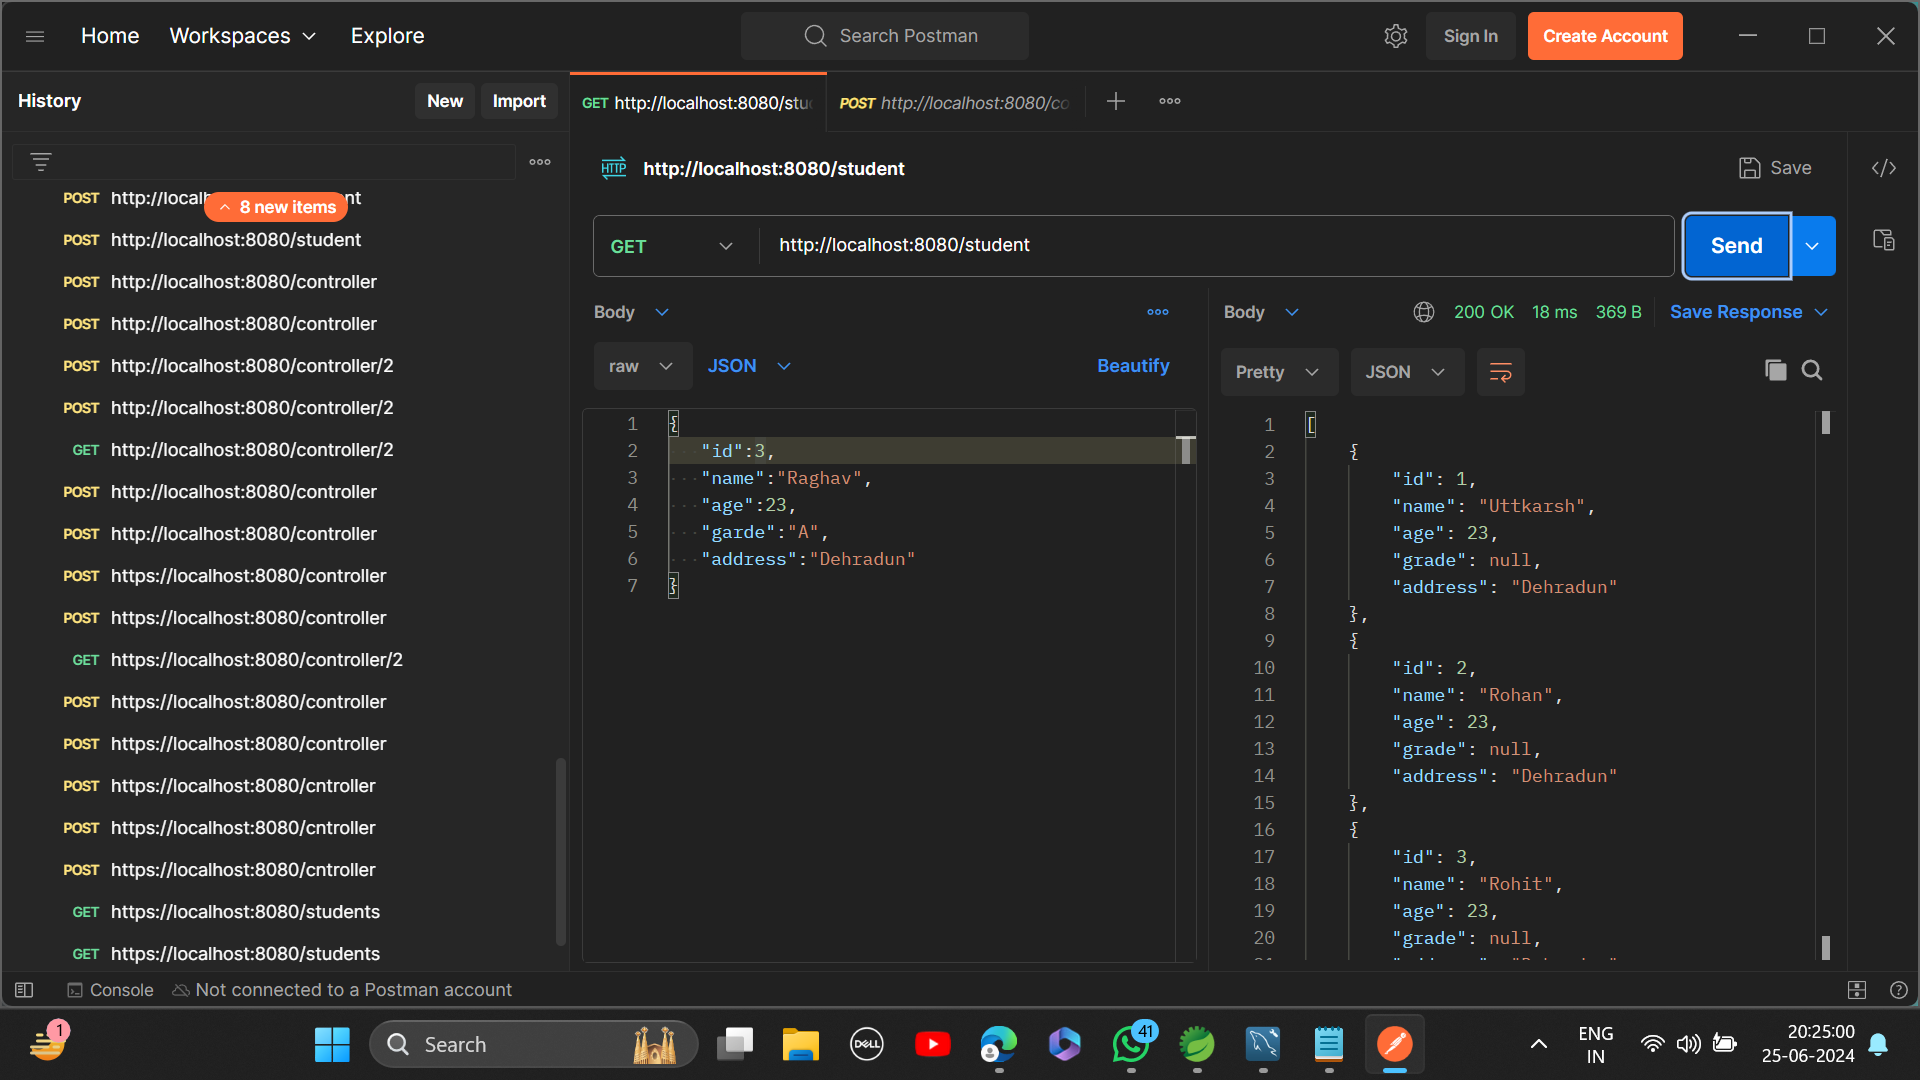 Home Workspaces Explore Search Postman Sign In Create Account
History New Import GET http://localhost:8080/stu POST http://localhost:8080/co
HTTP http://localhost:8080/student Save </>
GET http://localhost:8080/student Send
8 new items
POST http://local nt
POST http://localhost:8080/student
POST http://localhost:8080/controller
POST http://localhost:8080/controller
POST http://localhost:8080/controller/2
POST http://localhost:8080/controller/2
GET http://localhost:8080/controller/2
POST http://localhost:8080/controller
POST http://localhost:8080/controller
POST https://localhost:8080/controller
POST https://localhost:8080/controller
GET https://localhost:8080/controller/2
POST https://localhost:8080/controller
POST https://localhost:8080/controller
POST https://localhost:8080/cntroller
POST https://localhost:8080/cntroller
POST https://localhost:8080/cntroller
GET https://localhost:8080/students
GET https://localhost:8080/students
Body
raw JSON Beautify
1 {
2 "id":3,
3 "name":"Raghav",
4 "age":23,
5 "garde":"A",
6 "address":"Dehradun"
7 }
Body 200 OK 18 ms 369 B Save Response
Pretty JSON
1 [
2 {
3 "id": 1,
4 "name": "Uttkarsh",
5 "age": 23,
6 "grade": null,
7 "address": "Dehradun"
8 },
9 {
10 "id": 2,
11 "name": "Rohan",
12 "age": 23,
13 "grade": null,
14 "address": "Dehradun"
15 },
16 {
17 "id": 3,
18 "name": "Rohit",
19 "age": 23,
20 "grade": null,
Console Not connected to a Postman account
1 Search DELL 41 ENG 20:25:00
IN 25-06-2024